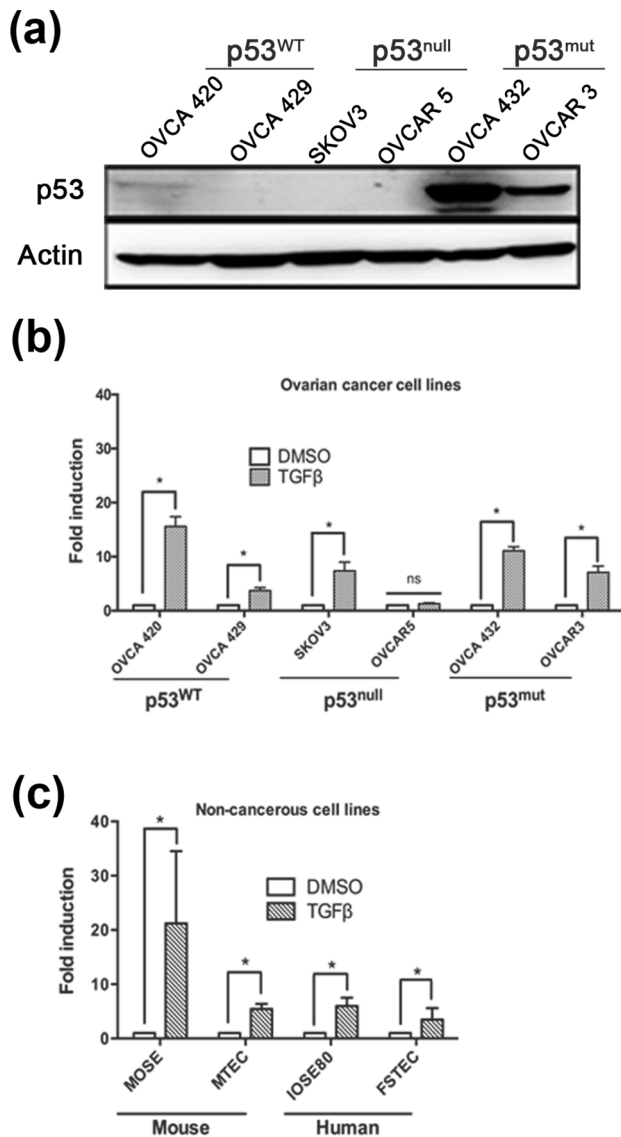 (a)
p53WT p53null p53mut
OVCA 420 OVCA 429 SKOV3 OVCAR 5 OVCA 432 OVCAR 3
p53
Actin
(b)
Ovarian cancer cell lines
40
30
20
10
0
Fold induction
DMSO
TGFβ
* * * ns * *
OVCA 420 OVCA 429 SKOV3 OVCAR5 OVCA 432 OVCAR3
p53WT p53null p53mut
(c)
Non-cancerous cell lines
40
30
20
10
0
Fold induction
DMSO
TGFβ
* * * *
MOSE MTEC IOSE80 FSTEC
Mouse Human